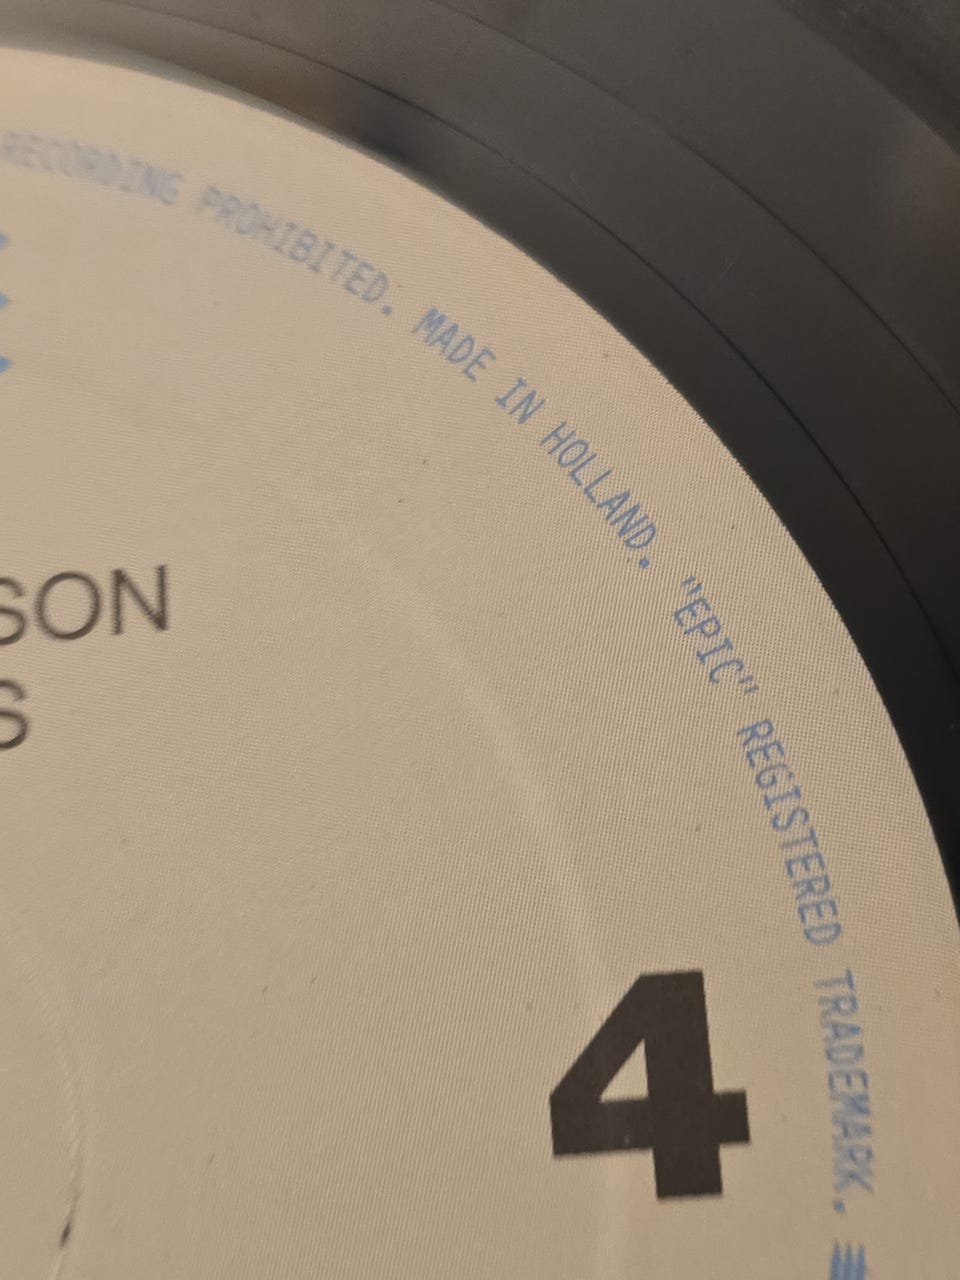 RECORDING PROHIBITED. MADE IN HOLLAND. "EPIC" REGISTERED TRADEMARK.
SON
S
4